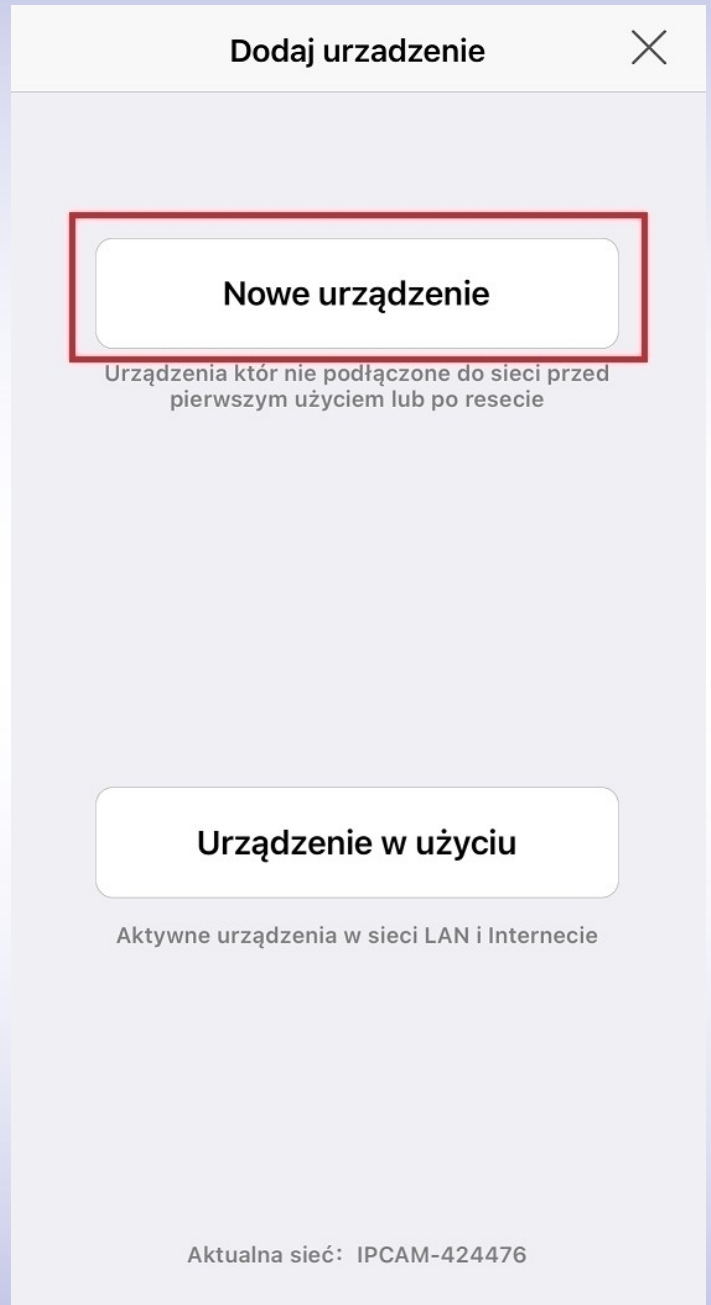 Dodaj urzadzenie
Nowe urządzenie
Urządzenia któr nie podłączone do sieci przed
pierwszym użyciem lub po resecie
Urządzenie w użyciu
Aktywne urządzenia w sieci LAN i Internecie
Aktualna sieć: IPCAM-424476